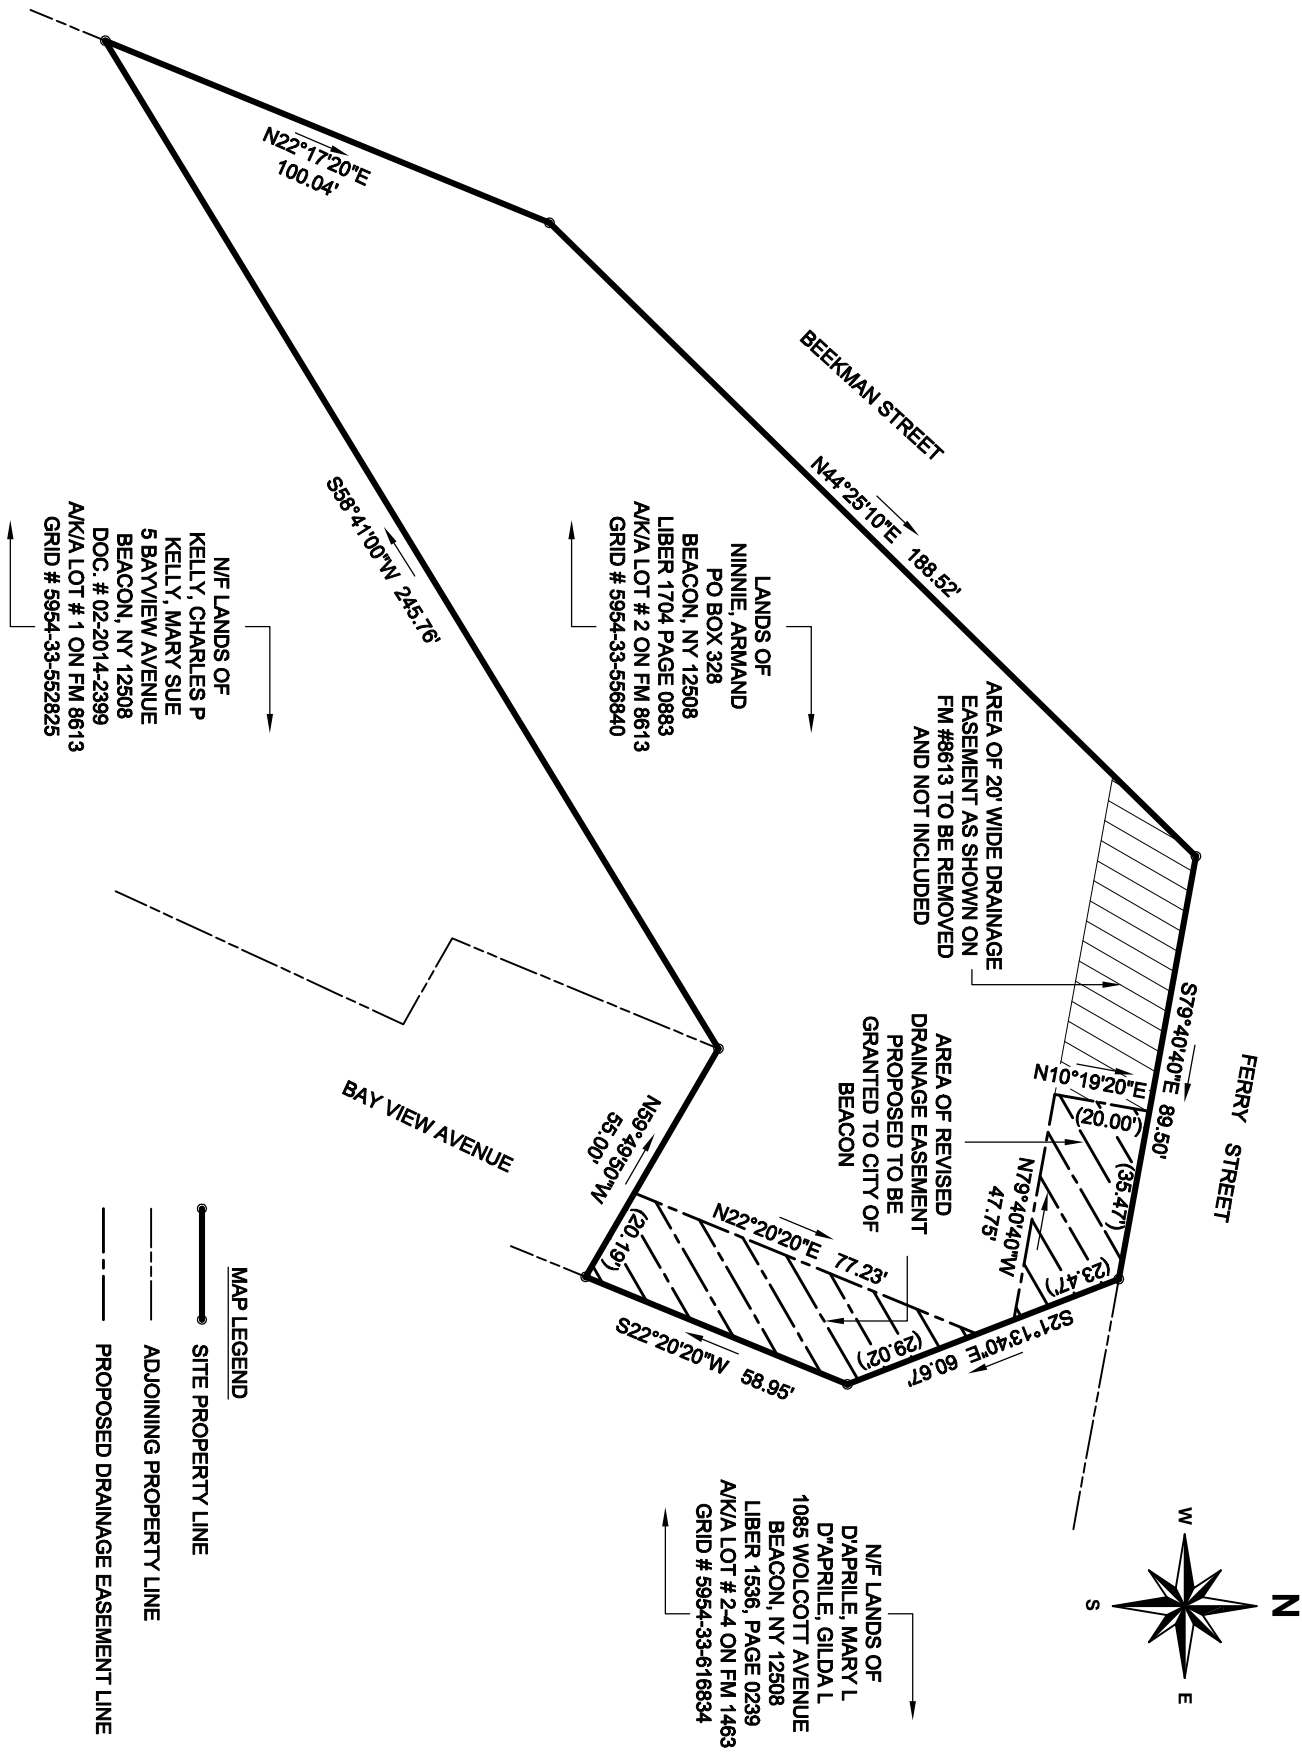 N
W
E
S
FERRY STREET
BEEKMAN STREET
S79°40'40"E 89.50'
(35.47')
N10°19'20"E
(20.00')
N79°40'40"W
47.75'
(23.47')
S21°13'40"E 60.67'
(29.02')
AREA OF 20' WIDE DRAINAGE
EASEMENT AS SHOWN ON
FM #8613 TO BE REMOVED
AND NOT INCLUDED
AREA OF REVISED
DRAINAGE EASEMENT
PROPOSED TO BE
GRANTED TO CITY OF
BEACON
N44°25'10"E 188.52'
N22°20'20"E 77.23'
S22°20'20"W 58.95'
(20.19')
N59°49'50"W
55.00'
LANDS OF
NINNIE, ARMAND
PO BOX 328
BEACON, NY 12508
LIBER 1704 PAGE 0883
A/K/A LOT # 2 ON FM 8613
GRID # 5954-33-556840
N/F LANDS OF
D'APRILE, MARY L
D"APRILE, GILDA L
1085 WOLCOTT AVENUE
BEACON, NY 12508
LIBER 1536, PAGE 0239
A/K/A LOT # 2-4 ON FM 1463
GRID # 5954-33-616834
N22°17'20"E
100.04'
S58°41'00"W 245.76'
BAY VIEW AVENUE
N/F LANDS OF
KELLY, CHARLES P
KELLY, MARY SUE
5 BAYVIEW AVENUE
BEACON, NY 12508
DOC. # 02-2014-2399
A/K/A LOT # 1 ON FM 8613
GRID # 5954-33-552825
MAP LEGEND
SITE PROPERTY LINE
ADJOINING PROPERTY LINE
PROPOSED DRAINAGE EASEMENT LINE